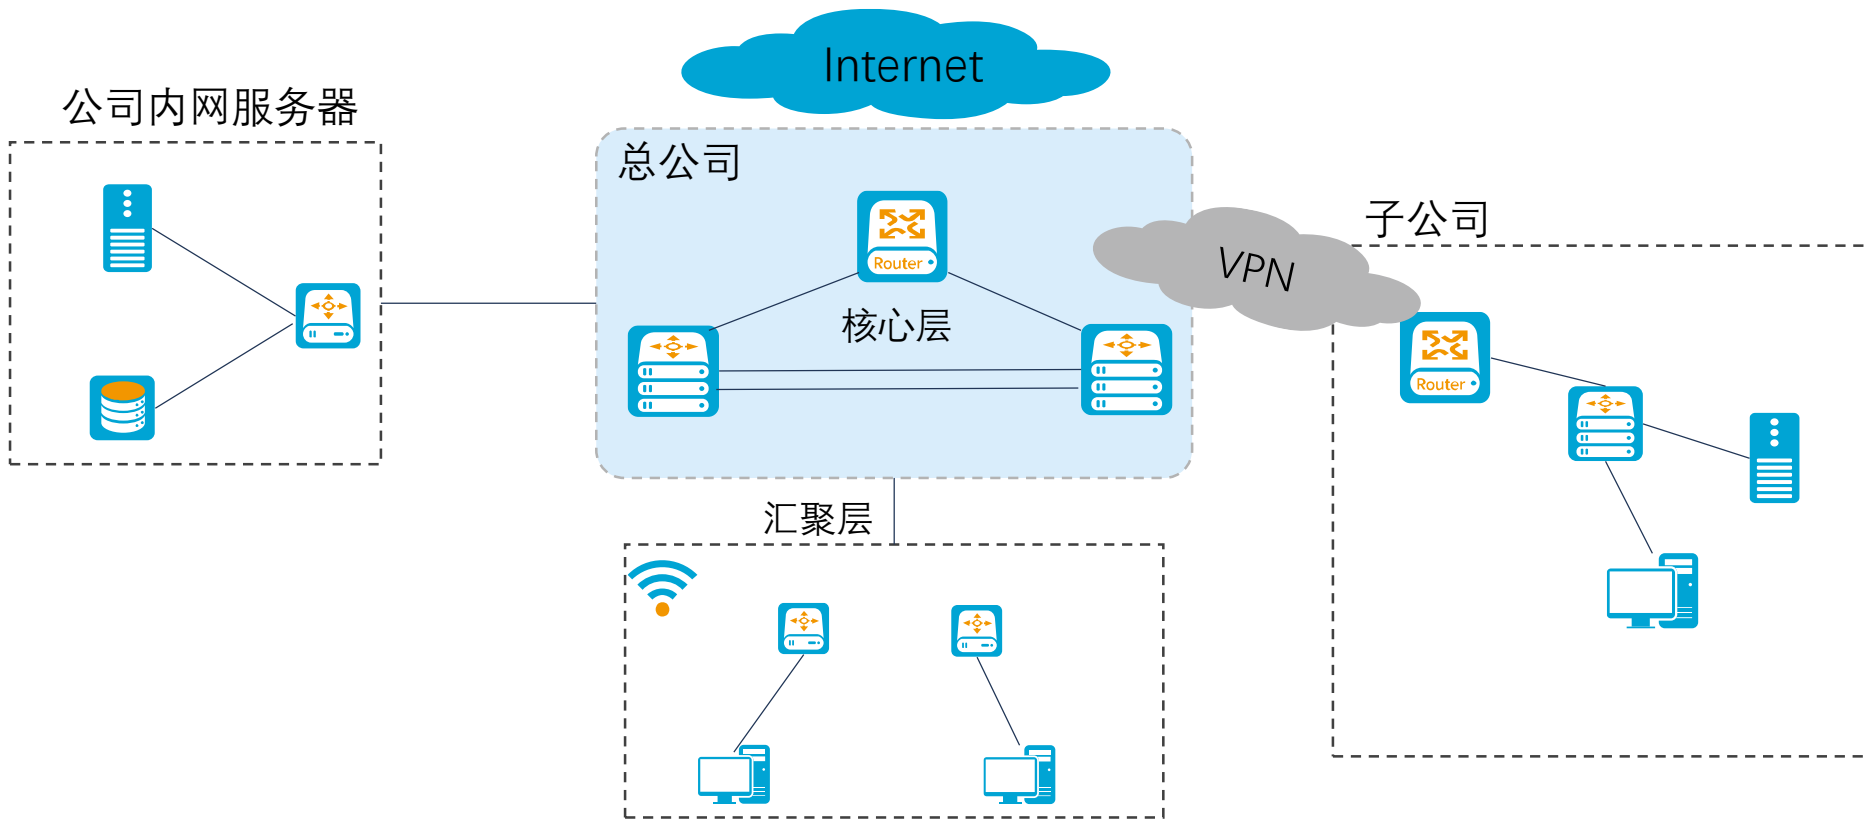 Internet
公司内网服务器
总公司
Router
核心层
VPN
子公司
Router
汇聚层